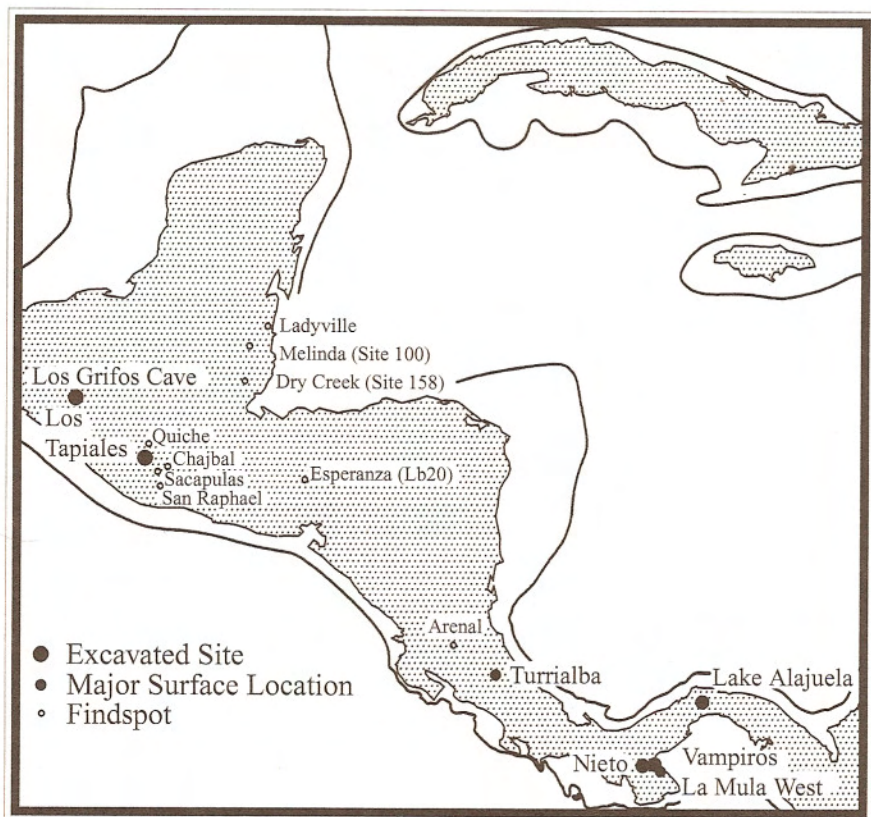 Ladyville
Melinda (Site 100)
Dry Creek (Site 158)
Los Grifos Cave
Los
Tapiales
Quiche
Chajbal
Sacapulas
San Raphael
Esperanza (Lb20)
Arenal
Turrialba
Lake Alajuela
Nieto
Vampiros
La Mula West
Excavated Site
Major Surface Location
Findspot